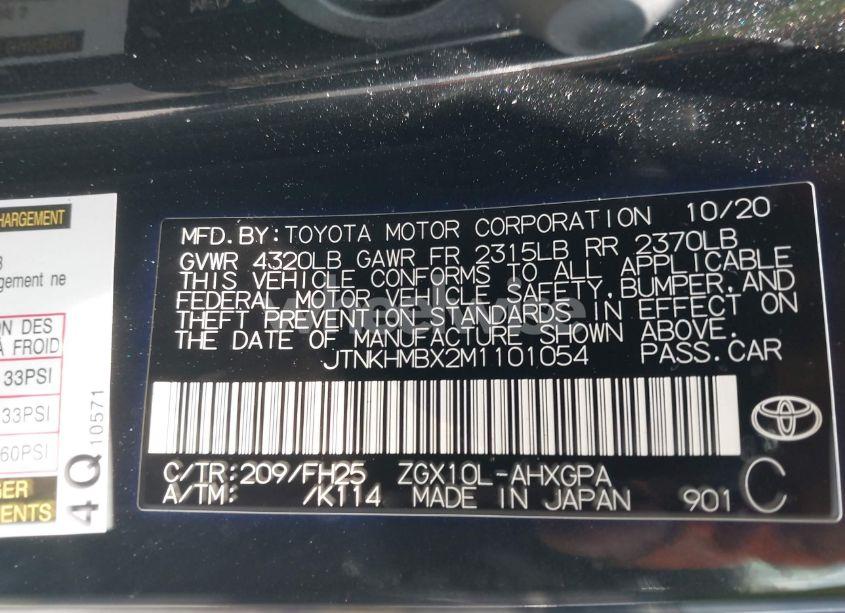 HARGEMENT
gement ne
ON DES
À FROID
33PSI
33PSI
60PSI
GER
ENTS
4Q 10571
MFD.BY:TOYOTA MOTOR CORPORATION 10/20
GVWR 4320LB GAWR FR 2315LB RR 2370LB
THIS VEHICLE CONFORMS TO ALL APPLICABLE
FEDERAL MOTOR VEHICLE SAFETY,BUMPER,AND
THEFT PREVENTION STANDARDS IN EFFECT ON
THE DATE OF MANUFACTURE SHOWN ABOVE.
JTNKHMBX2M1101054 PASS.CAR
C/TR:209/FH25 ZGX10L-AHXGPA C
A/TM: /K114 MADE IN JAPAN 901